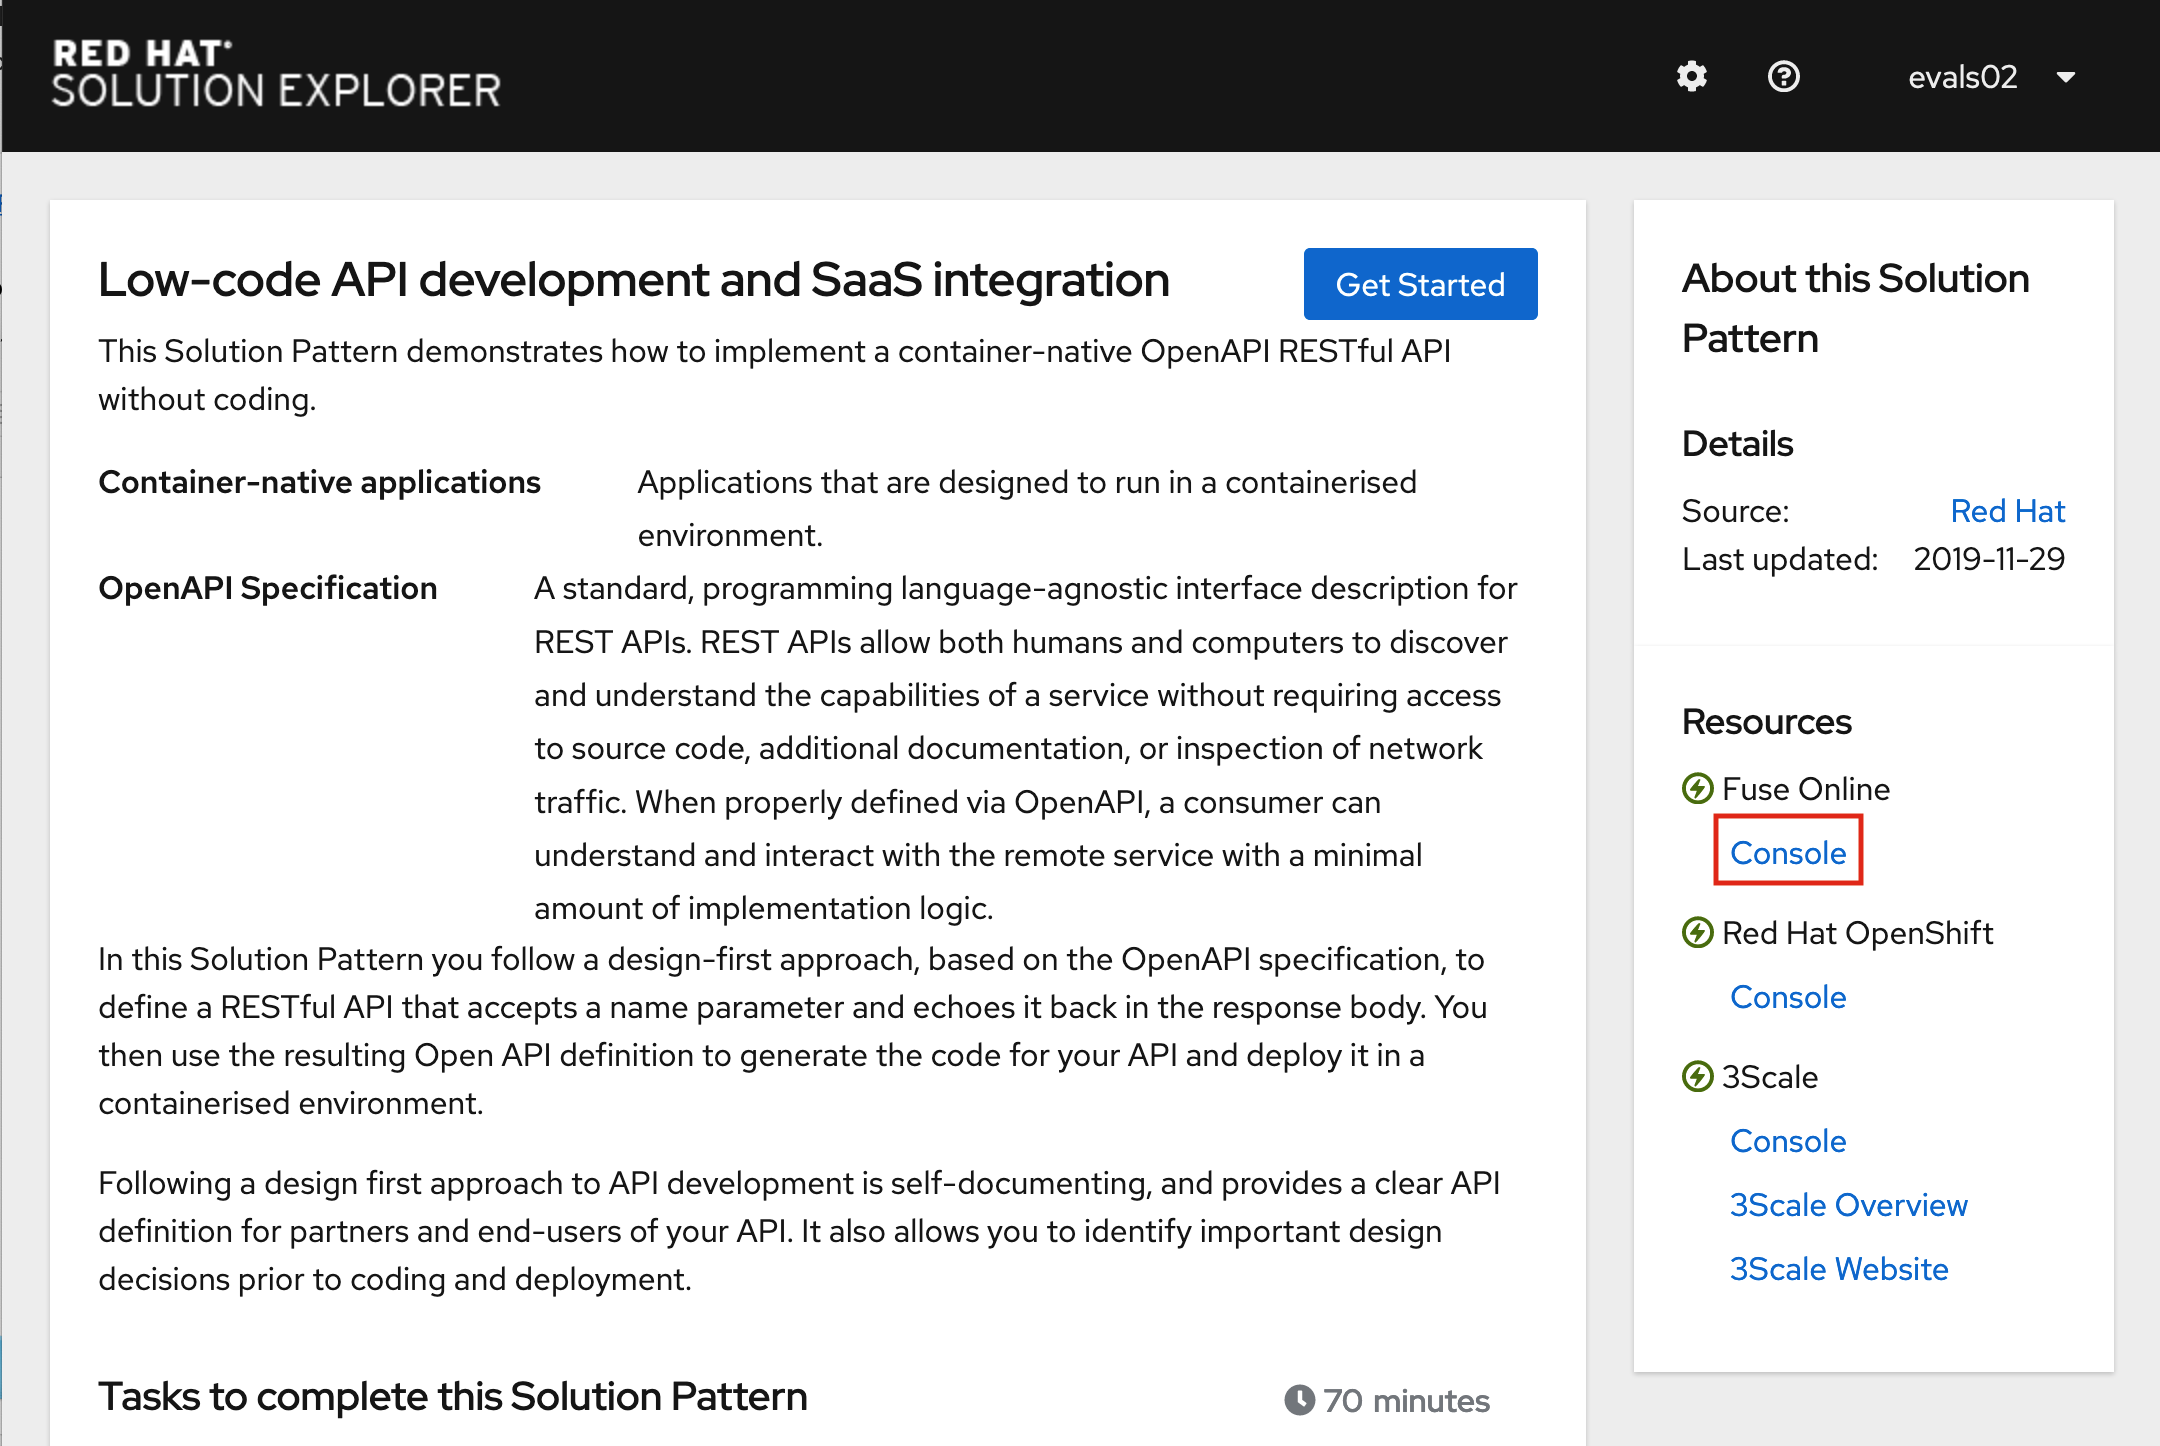 RED HAT®
SOLUTION EXPLORER
evals02
Low-code API development and SaaS integration
Get Started
This Solution Pattern demonstrates how to implement a container-native OpenAPI RESTful API
without coding.
Container-native applications
Applications that are designed to run in a containerised
environment.
OpenAPI Specification
A standard, programming language-agnostic interface description for
REST APIs. REST APIs allow both humans and computers to discover
and understand the capabilities of a service without requiring access
to source code, additional documentation, or inspection of network
traffic. When properly defined via OpenAPI, a consumer can
understand and interact with the remote service with a minimal
amount of implementation logic.
In this Solution Pattern you follow a design-first approach, based on the OpenAPI specification, to
define a RESTful API that accepts a name parameter and echoes it back in the response body. You
then use the resulting Open API definition to generate the code for your API and deploy it in a
containerised environment.
Following a design first approach to API development is self-documenting, and provides a clear API
definition for partners and end-users of your API. It also allows you to identify important design
decisions prior to coding and deployment.
Tasks to complete this Solution Pattern
70 minutes
About this Solution
Pattern
Details
Source: Red Hat
Last updated: 2019-11-29
Resources
Fuse Online
Console
Red Hat OpenShift
Console
3Scale
Console
3Scale Overview
3Scale Website